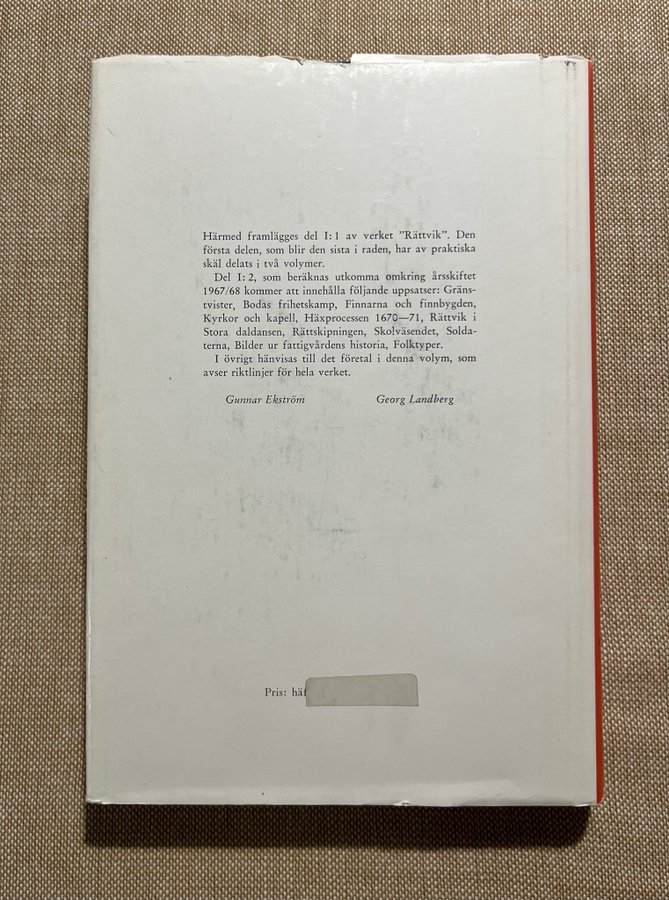 Härmed framlägges del I: 1 av verket "Rättvik". Den
första delen, som blir den sista i raden, har av praktiska
skäl delats i två volymer.
Del I: 2, som beräknas utkomma omkring årsskiftet
1967/68 kommer att innehålla följande uppsatser: Gräns-
tvister, Bodas frihetskamp, Finnarna och finnbygden,
Kyrkor och kapell, Häxprocessen 1670—71, Rättvik i
Stora daldansen, Rättskipningen, Skolväsendet, Solda-
terna, Bilder ur fattigvårdens historia, Folktyper.
I övrigt hänvisas till det företal i denna volym, som
avser riktlinjer för hela verket.
Gunnar Ekström Georg Landberg
Pris: häf